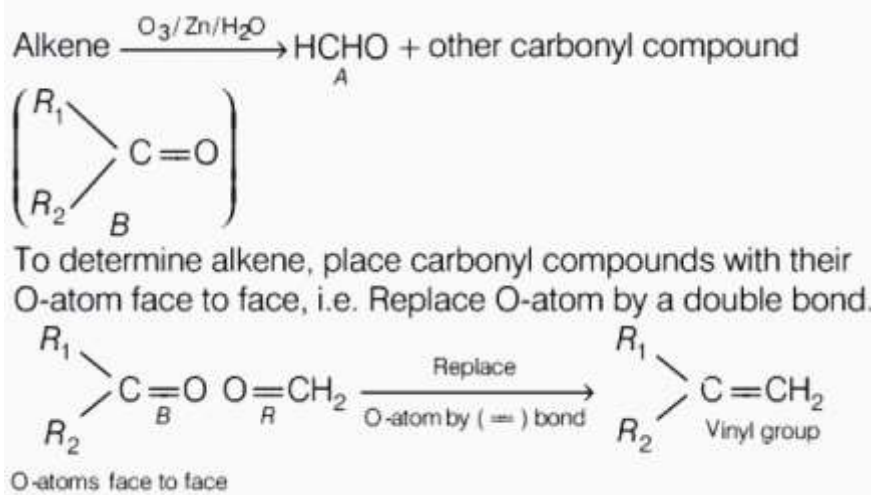 Alkene O3/Zn/H2O → HCHO + other carbonyl compound
A
R1
C=O
R2
B
To determine alkene, place carbonyl compounds with their
O-atom face to face, i.e. Replace O-atom by a double bond.
R1 R1
C=O O=CH2 Replace C=CH2
B R O-atom by ( = ) bond
R2 R2 Vinyl group
O-atoms face to face